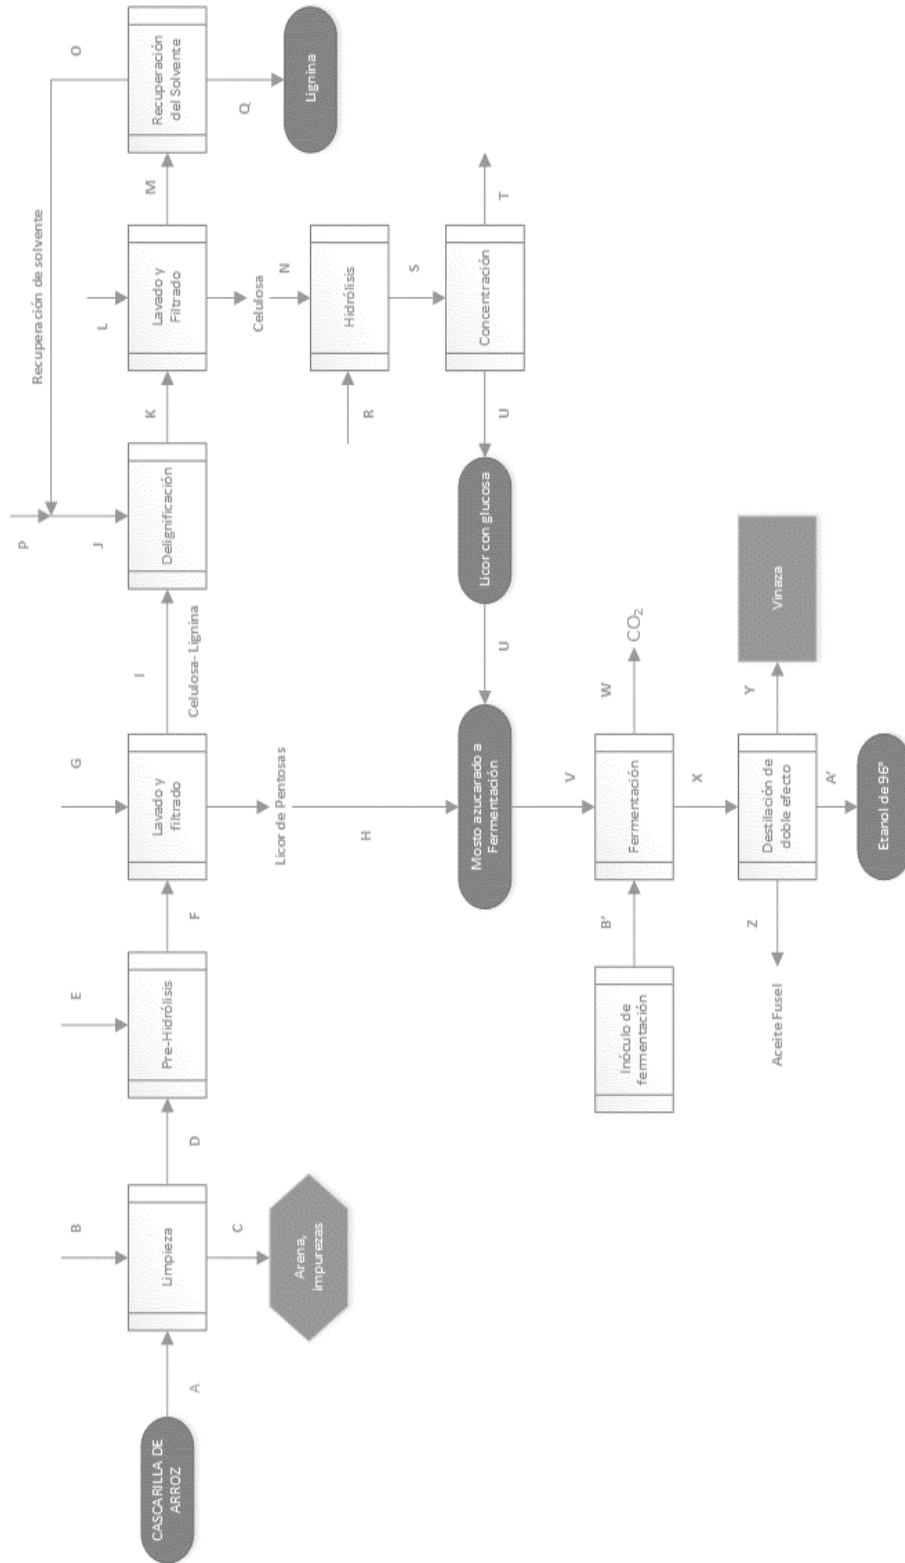 CASCARILLA DE
ARROZ
A
B
Limpieza
C
Arena,
impurezas
D
E
Pre-Hidrólisis
F
G
Lavado y
filtrado
Licor de Pentosas
H
I
Celulosa- Lignina
P
J
Delignificación
Recuperación de solvente
K
L
Lavado y
Filtrado
Celulosa
M
O
Recuperación
del Solvente
Q
Lignina
N
R
Hidrólisis
S
Concentración
T
U
Licor con glucosa
U
Mosto azucarado a
Fermentación
V
Inóculo de
fermentación
B'
Fermentación
W
CO₂
X
Destilación de
doble efecto
Z
Aceite Fusel
Y
Vinaza
A'
Etanol de 96°